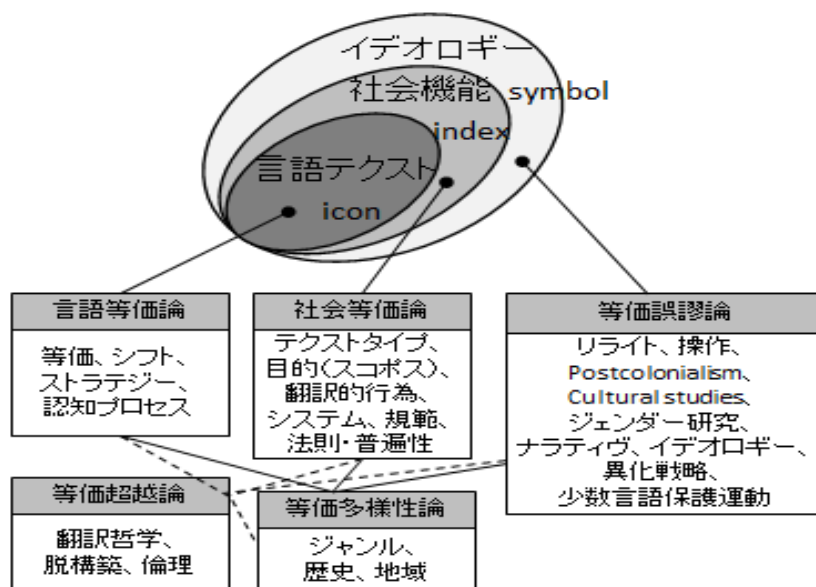 イデオロギー
社会機能 symbol
index
言語テクスト
icon
言語等価論
等価、シフト、
ストラテジー、
認知プロセス
社会等価論
テクストタイプ、
目的(スコポス)、
翻訳的行為、
システム、規範、
法則・普遍性
等価誤謬論
リライト、操作、
Postcolonialism、
Cultural studies、
ジェンダー研究、
ナラティヴ、イデオロギー、
異化戦略、
少数言語保護運動
等価超越論
翻訳哲学、
脱構築、倫理
等価多様性論
ジャンル、
歴史、地域